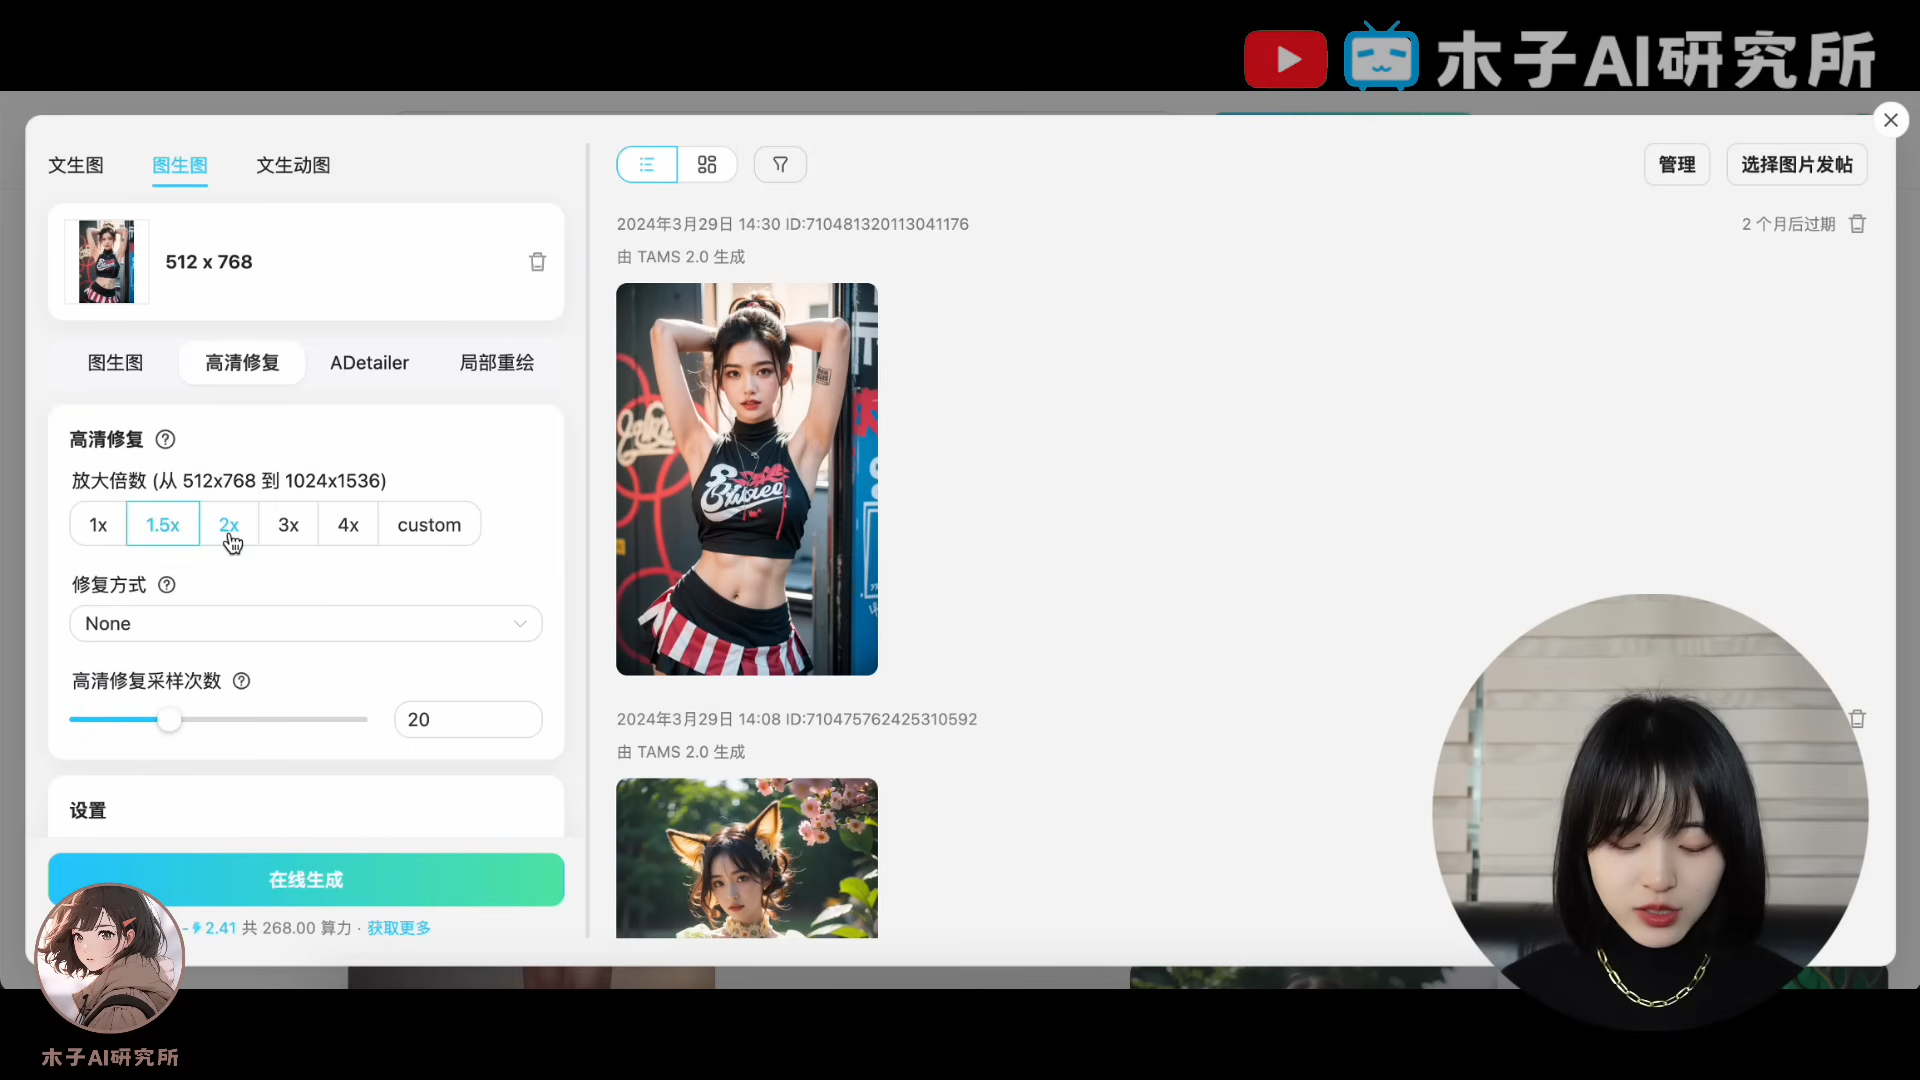 木子AI研究所
文生图 图生图 文生动图
512 x 768
图生图 高清修复 ADetailer 局部重绘
高清修复
放大倍数 (从 512x768 到 1024x1536)
1x 1.5x 2x 3x 4x custom
修复方式
None
高清修复采样次数
20
设置
在线生成
-2.41 共 268.00 算力 · 获取更多
管理 选择图片发帖
2024年3月29日 14:30 ID:710481320113041176
2 个月后过期
由 TAMS 2.0 生成
2024年3月29日 14:08 ID:710475762425310592
由 TAMS 2.0 生成
木子AI研究所